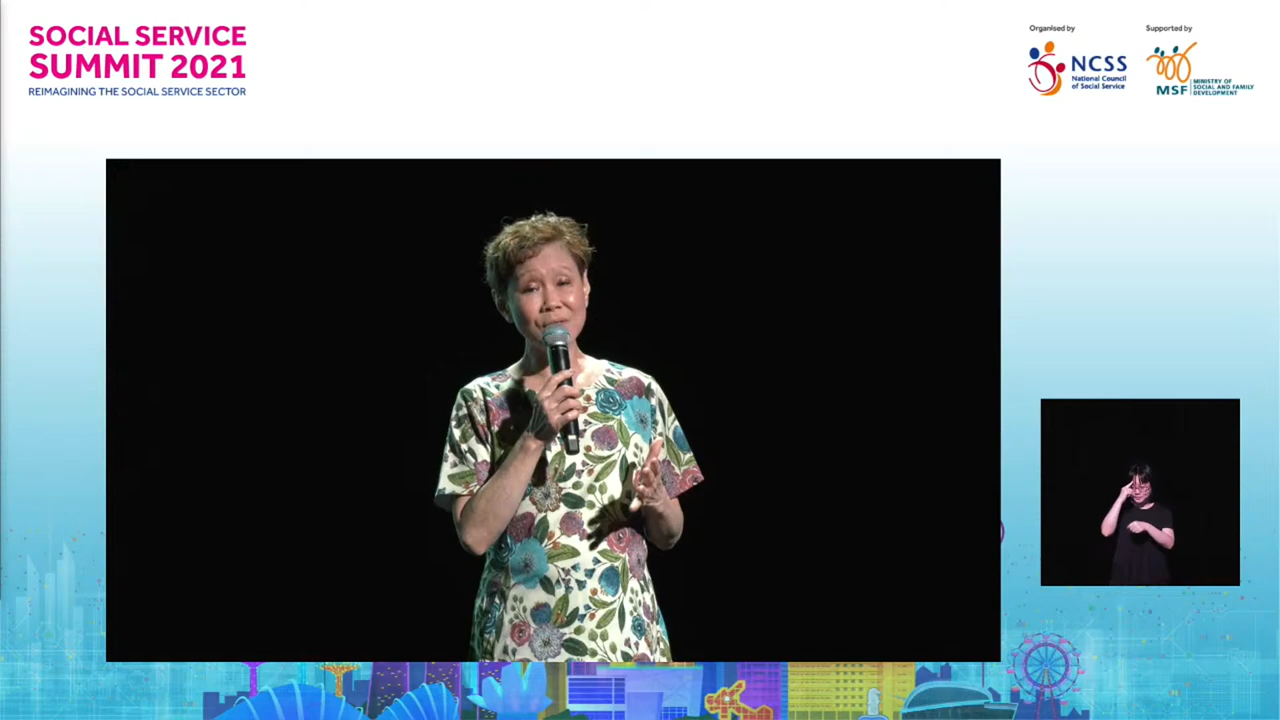 SOCIAL SERVICE
SUMMIT 2021
REIMAGINING THE SOCIAL SERVICE SECTOR
Organised by
NCSS
National Council
of Social Service
Supported by
MSF
MINISTRY OF
SOCIAL AND FAMILY
DEVELOPMENT